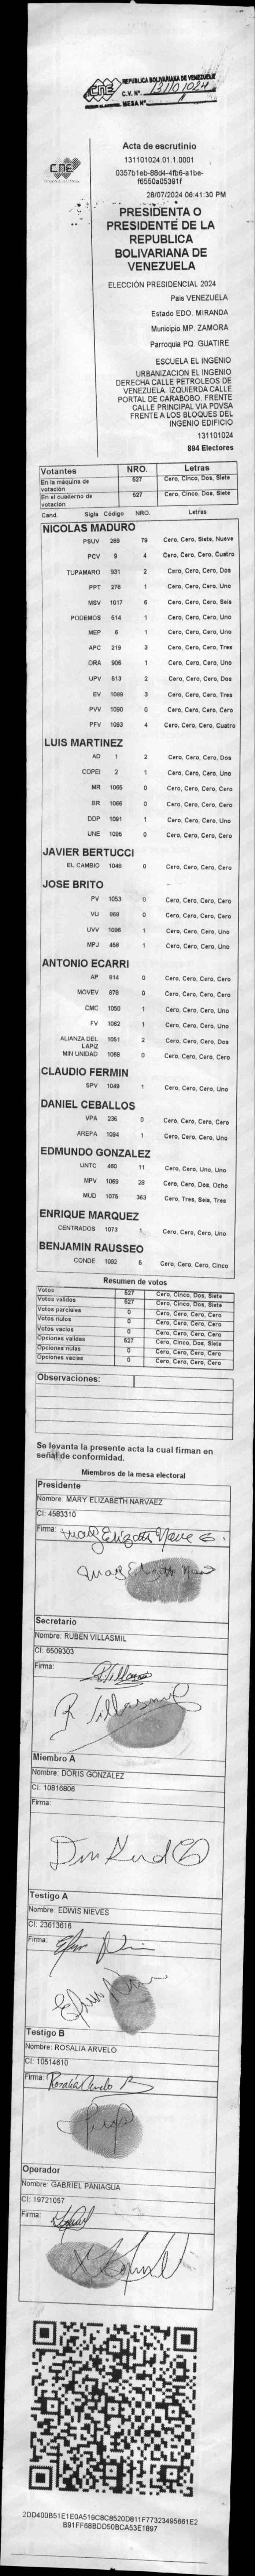 CNE
REPUBLICA BOLIVARIANA DE VENEZUELA
C.V. Nº. 131101024
MESA Nº. 1
CNE
Acta de escrutinio
131101024.01.1.0001
0357b1eb-88d4-4fb6-a1be-
f6550a05391f
28/07/2024 06:41:30 PM
PRESIDENTA O
PRESIDENTE DE LA
REPUBLICA
BOLIVARIANA DE
VENEZUELA
ELECCIÓN PRESIDENCIAL 2024
Pais VENEZUELA
Estado EDO. MIRANDA
Municipio MP. ZAMORA
Parroquia PQ. GUATIRE
ESCUELA EL INGENIO
URBANIZACION EL INGENIO
DERECHA CALLE PETROLEOS DE
VENEZUELA. IZQUIERDA CALLE
PORTAL DE CARABOBO. FRENTE
CALLE PRINCIPAL VIA PDVSA
FRENTE A LOS BLOQUES DEL
INGENIO EDIFICIO
131101024
894 Electores
Votantes NRO. Letras
En la máquina de votación 527 Cero, Cinco, Dos, Siete
En el cuaderno de votación 527 Cero, Cinco, Dos, Siete
Cand. Sigla Código NRO. Letras
NICOLAS MADURO
PSUV 269 79 Cero, Cero, Siete, Nueve
PCV 9 4 Cero, Cero, Cero, Cuatro
TUPAMARO 931 2 Cero, Cero, Cero, Dos
PPT 276 1 Cero, Cero, Cero, Uno
MSV 1017 6 Cero, Cero, Cero, Seis
PODEMOS 514 1 Cero, Cero, Cero, Uno
MEP 6 1 Cero, Cero, Cero, Uno
APC 219 3 Cero, Cero, Cero, Tres
ORA 906 1 Cero, Cero, Cero, Uno
UPV 513 2 Cero, Cero, Cero, Dos
EV 1089 3 Cero, Cero, Cero, Tres
PVV 1090 0 Cero, Cero, Cero, Cero
PFV 1093 4 Cero, Cero, Cero, Cuatro
LUIS MARTINEZ
AD 1 2 Cero, Cero, Cero, Dos
COPEI 2 1 Cero, Cero, Cero, Uno
MR 1065 0 Cero, Cero, Cero, Cero
BR 1066 0 Cero, Cero, Cero, Cero
DDP 1091 1 Cero, Cero, Cero, Uno
UNE 1095 0 Cero, Cero, Cero, Cero
JAVIER BERTUCCI
EL CAMBIO 1048 0 Cero, Cero, Cero, Cero
JOSE BRITO
PV 1053 0 Cero, Cero, Cero, Cero
VU 969 0 Cero, Cero, Cero, Cero
UVV 1096 1 Cero, Cero, Cero, Uno
MPJ 458 1 Cero, Cero, Cero, Uno
ANTONIO ECARRI
AP 814 0 Cero, Cero, Cero, Cero
MOVEV 878 0 Cero, Cero, Cero, Cero
CMC 1050 1 Cero, Cero, Cero, Uno
FV 1062 1 Cero, Cero, Cero, Uno
ALIANZA DEL LAPIZ 1051 2 Cero, Cero, Cero, Dos
MIN UNIDAD 1068 0 Cero, Cero, Cero, Cero
CLAUDIO FERMIN
SPV 1049 1 Cero, Cero, Cero, Uno
DANIEL CEBALLOS
VPA 236 0 Cero, Cero, Cero, Cero
AREPA 1094 1 Cero, Cero, Cero, Uno
EDMUNDO GONZALEZ
UNTC 460 11 Cero, Cero, Uno, Uno
MPV 1069 28 Cero, Cero, Dos, Ocho
MUD 1075 363 Cero, Tres, Seis, Tres
ENRIQUE MARQUEZ
CENTRADOS 1073 1 Cero, Cero, Cero, Uno
BENJAMIN RAUSSEO
CONDE 1092 5 Cero, Cero, Cero, Cinco
Resumen de votos
Votos 527 Cero, Cinco, Dos, Siete
Votos validos 527 Cero, Cinco, Dos, Siete
Votos parciales 0 Cero, Cero, Cero, Cero
Votos nulos 0 Cero, Cero, Cero, Cero
Votos vacios 0 Cero, Cero, Cero, Cero
Opciones validas 527 Cero, Cinco, Dos, Siete
Opciones nulas 0 Cero, Cero, Cero, Cero
Opciones vacias 0 Cero, Cero, Cero, Cero
Observaciones:
Se levanta la presente acta la cual firman en
señal de conformidad.
Miembros de la mesa electoral
Presidente
Nombre: MARY ELIZABETH NARVAEZ
CI: 4583310
Firma:
Secretario
Nombre: RUBEN VILLASMIL
CI: 6509303
Firma:
R Villasmil
Miembro A
Nombre: DORIS GONZALEZ
CI: 10816806
Firma:
Testigo A
Nombre: EDWIS NIEVES
CI: 23613616
Firma:
Testigo B
Nombre: ROSALIA ARVELO
CI: 10514610
Firma: Rosalia Arvelo
Operador
Nombre: GABRIEL PANIAGUA
CI: 19721057
Firma:
2DD400B51E1E0A519C8C8520D811F77323495661E2
B91FF68BDD50BCA53E1897